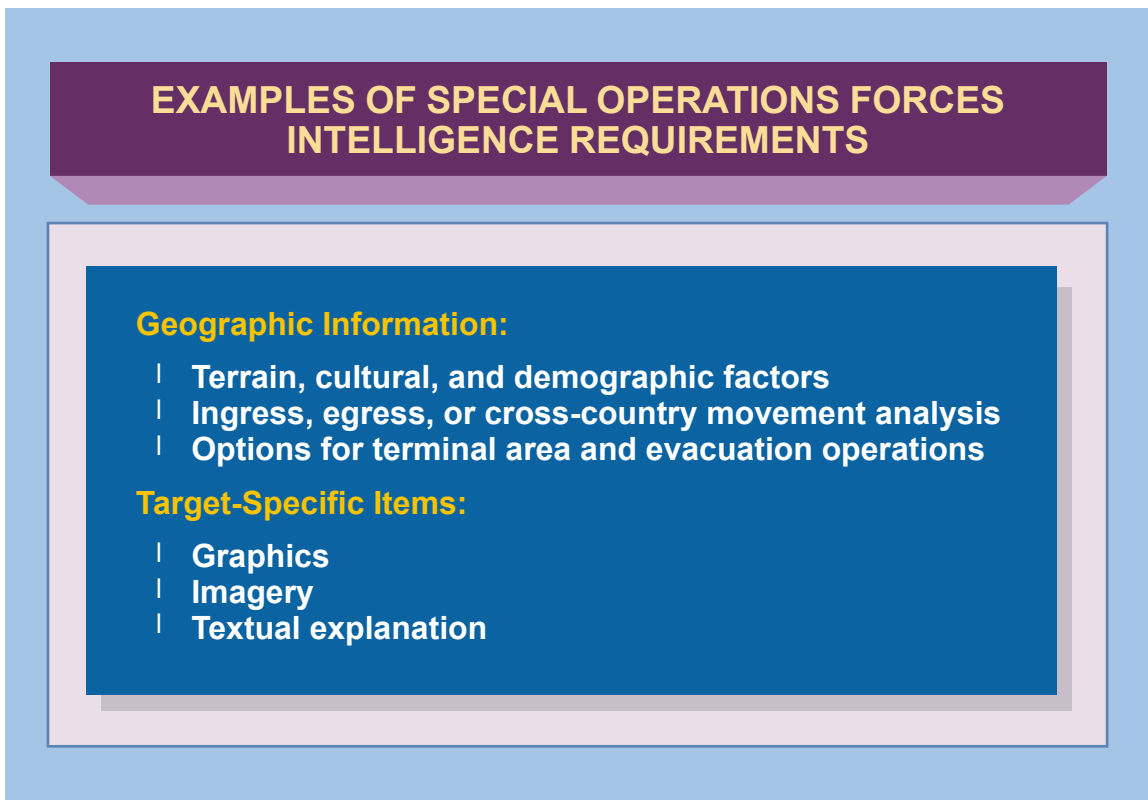 EXAMPLES OF SPECIAL OPERATIONS FORCES
INTELLIGENCE REQUIREMENTS
Geographic Information:
l Terrain, cultural, and demographic factors
l Ingress, egress, or cross-country movement analysis
l Options for terminal area and evacuation operations
Target-Specific Items:
l Graphics
l Imagery
l Textual explanation